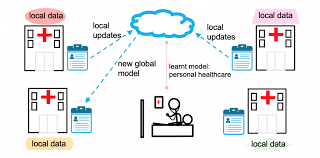 local data
local data
local
updates
local
updates
new global
model
learnt model:
personal healthcare
local data
local data